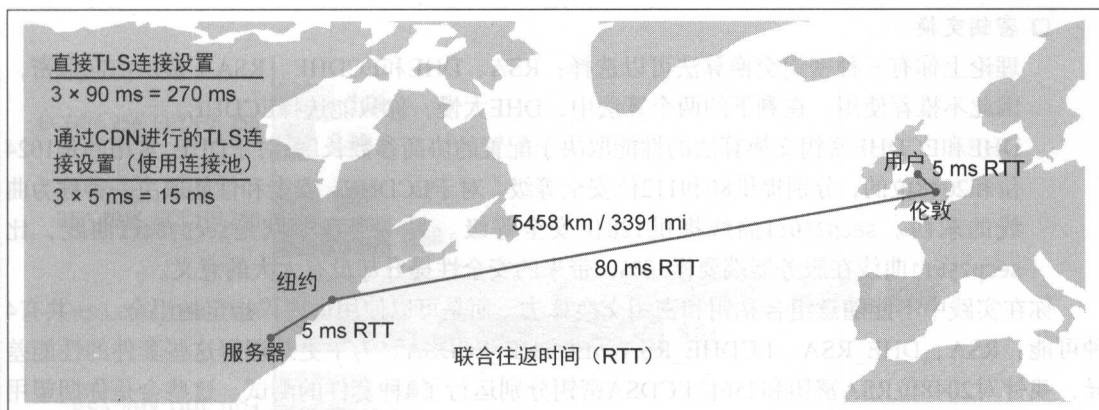 直接TLS连接设置
3 × 90 ms = 270 ms
通过CDN进行的TLS连
接设置(使用连接池)
3 × 5 ms = 15 ms
用户
5 ms RTT
伦敦
5458 km / 3391 mi
80 ms RTT
纽约
5 ms RTT
服务器
联合往返时间(RTT)